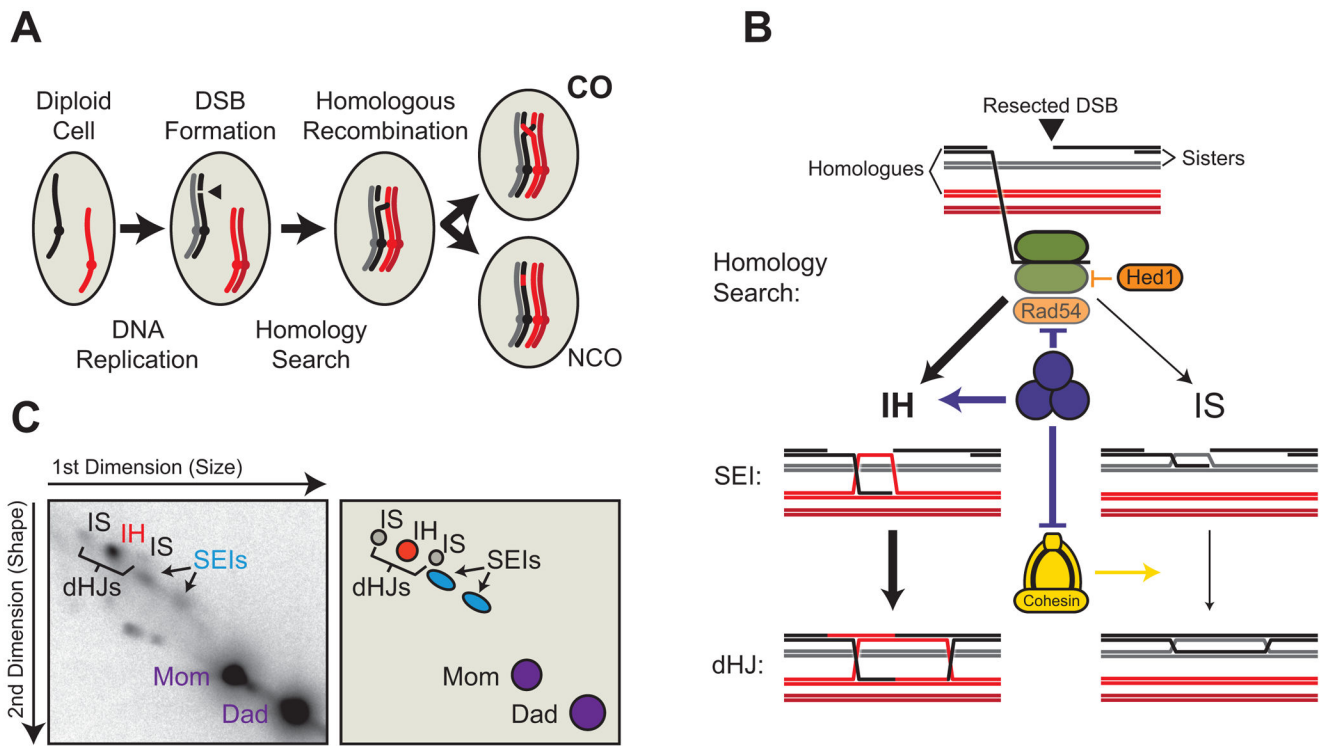 A
Diploid
Cell
DSB
Formation
Homologous
Recombination
CO
DNA
Replication
Homology
Search
NCO
B
Resected DSB
Homologues
Sisters
Homology
Search:
Hed1
Rad54
IH
IS
SEI:
Cohesin
dHJ:
C
1st Dimension (Size)
2nd Dimension (Shape)
IS
IH
IS
SEIs
dHJs
Mom
Dad
IS
IH
IS
SEIs
dHJs
Mom
Dad